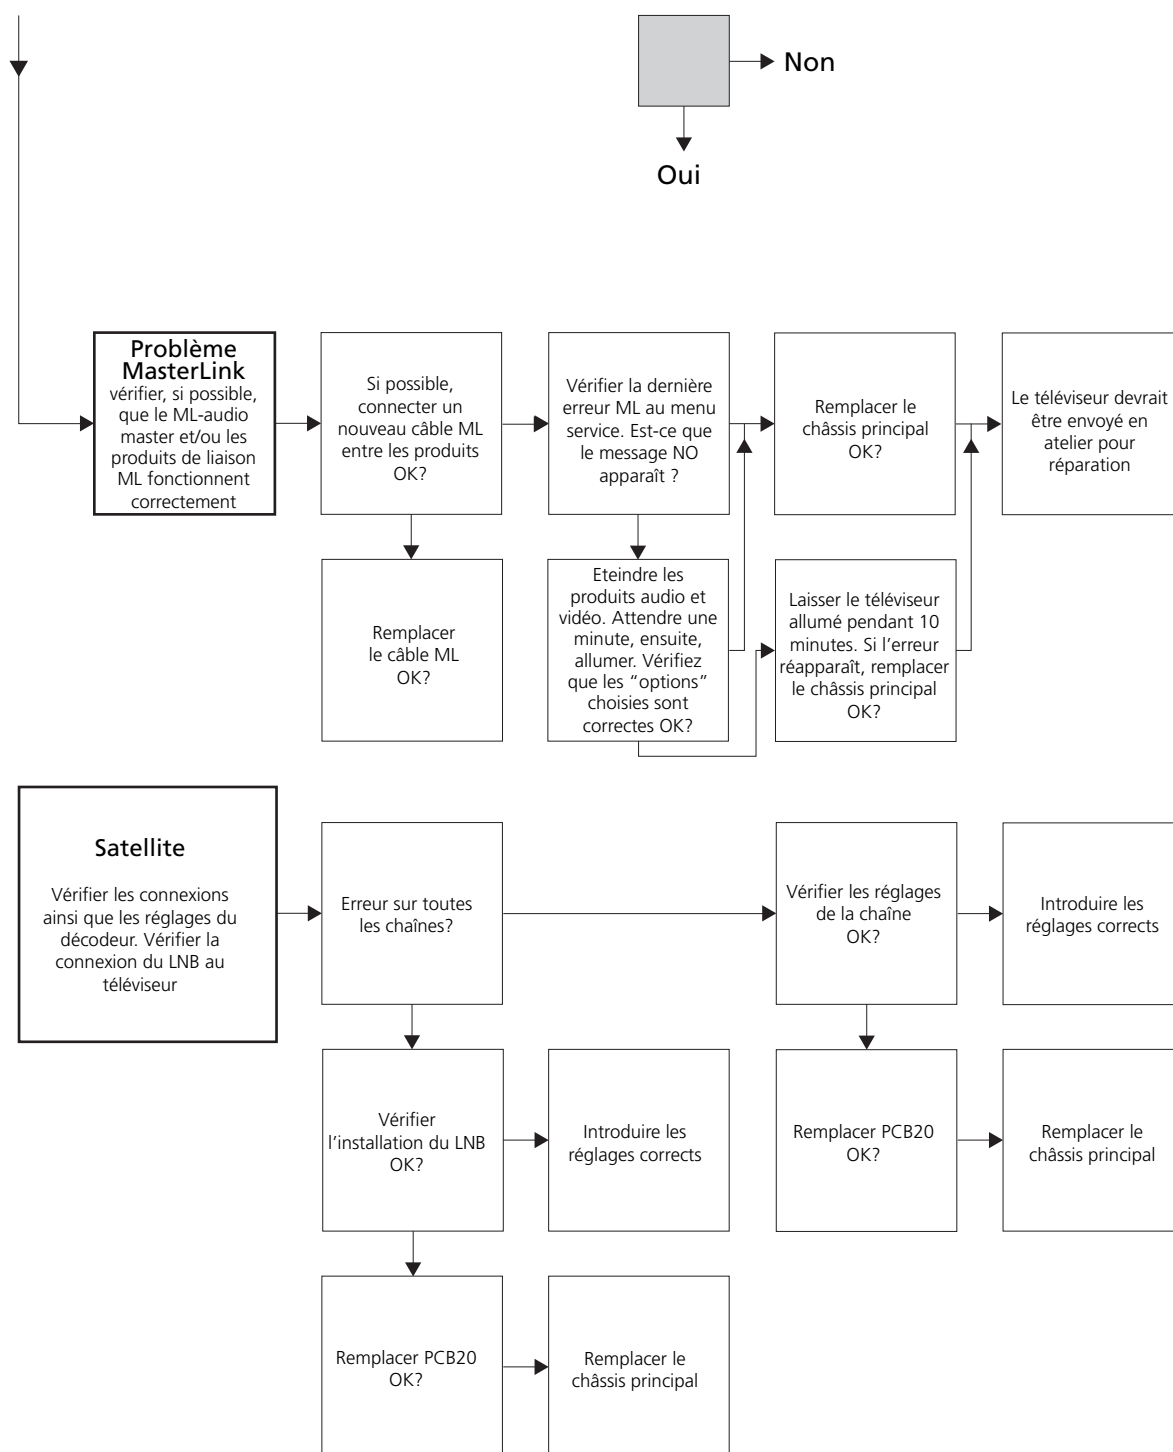 Non
Oui
Problème
MasterLink
vérifier, si possible,
que le ML-audio
master et/ou les
produits de liaison
ML fonctionnent
correctement
Si possible,
connecter un
nouveau câble ML
entre les produits
OK?
Vérifier la dernière
erreur ML au menu
service. Est-ce que
le message NO
apparaît ?
Remplacer le
châssis principal
OK?
Le téléviseur devrait
être envoyé en
atelier pour
réparation
Remplacer
le câble ML
OK?
Eteindre les
produits audio et
vidéo. Attendre une
minute, ensuite,
allumer. Vérifiez
que les “options”
choisies sont
correctes OK?
Laisser le téléviseur
allumé pendant 10
minutes. Si l’erreur
réapparaît, remplacer
le châssis principal
OK?
Satellite
Vérifier les connexions
ainsi que les réglages du
décodeur. Vérifier la
connexion du LNB au
téléviseur
Erreur sur toutes
les chaînes?
Vérifier les réglages
de la chaîne
OK?
Introduire les
réglages corrects
Vérifier
l’installation du LNB
OK?
Introduire les
réglages corrects
Remplacer PCB20
OK?
Remplacer le
châssis principal
Remplacer PCB20
OK?
Remplacer le
châssis principal